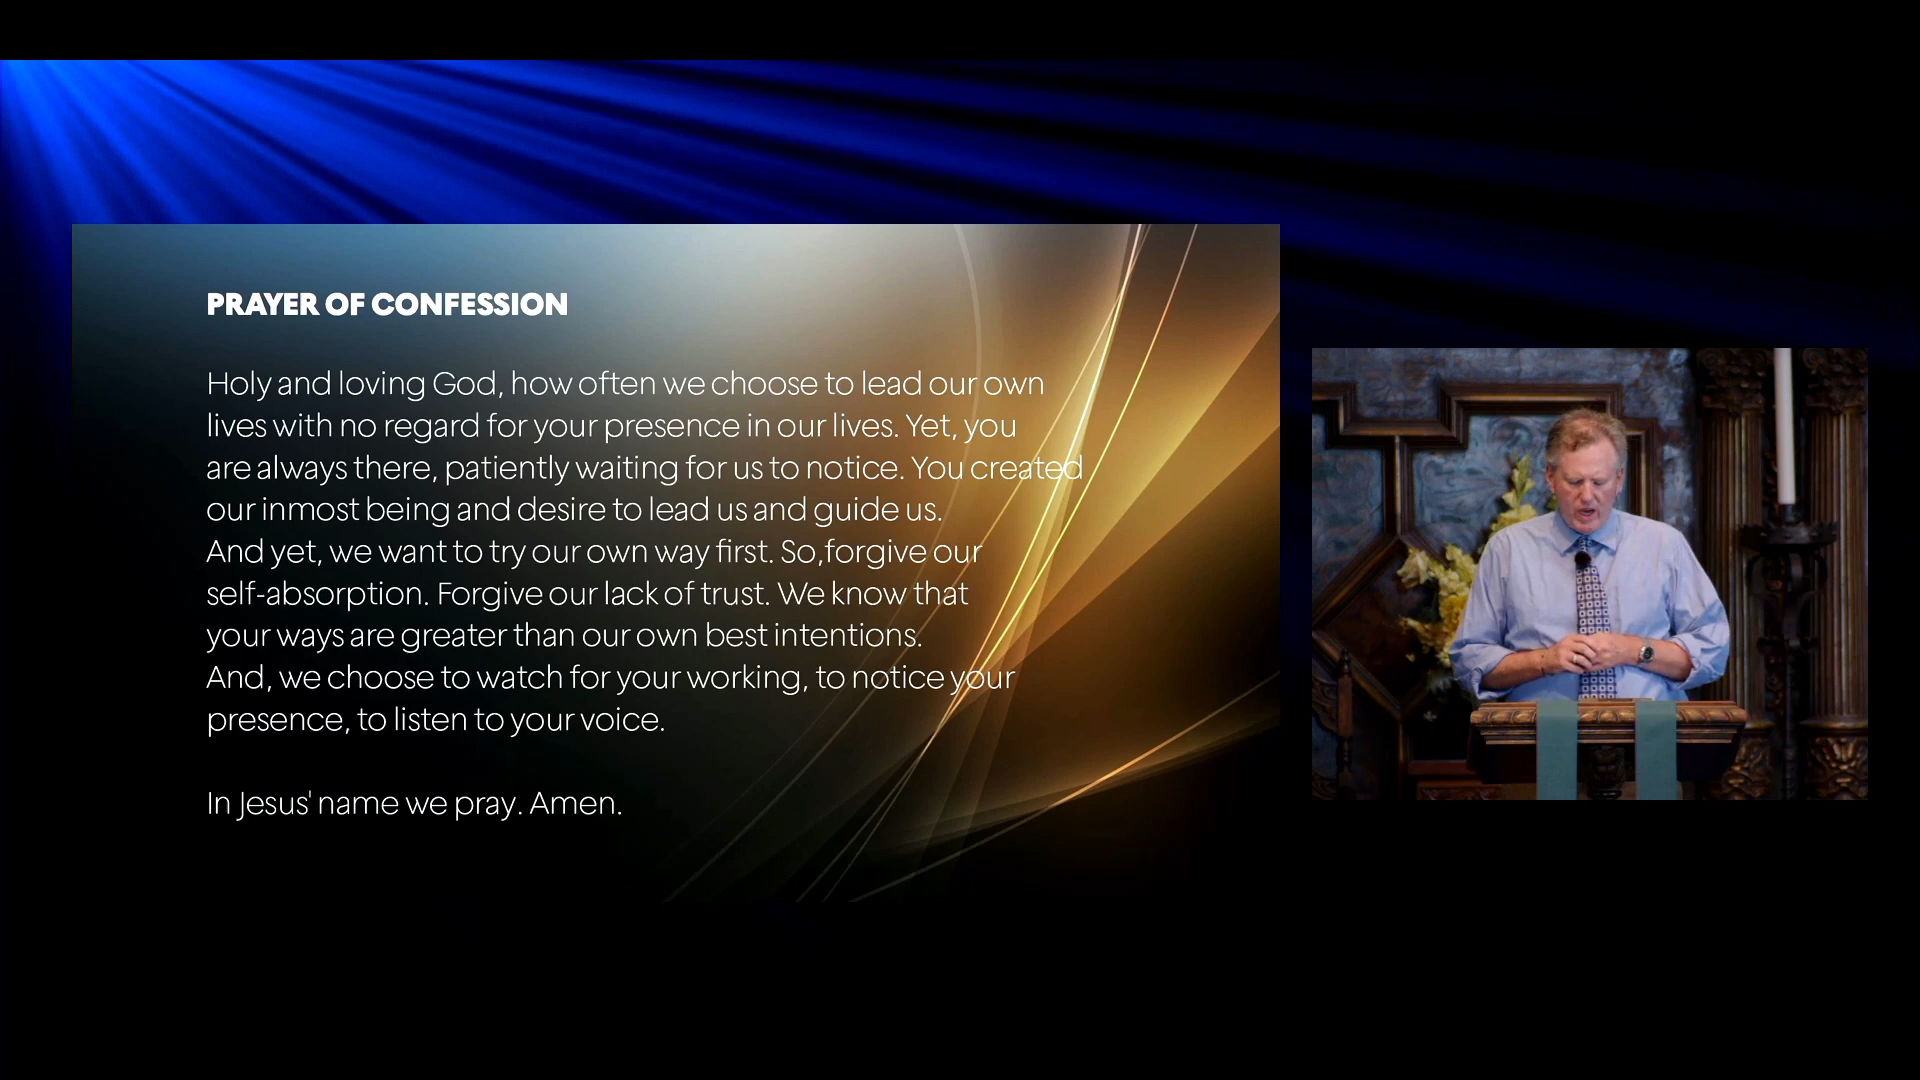 PRAYER OF CONFESSION
Holy and loving God, how often we choose to lead our own
lives with no regard for your presence in our lives. Yet, you
are always there, patiently waiting for us to notice. You created
our inmost being and desire to lead us and guide us.
And yet, we want to try our own way first. So,forgive our
self-absorption. Forgive our lack of trust. We know that
your ways are greater than our own best intentions.
And, we choose to watch for your working, to notice your
presence, to listen to your voice.
In Jesus' name we pray. Amen.